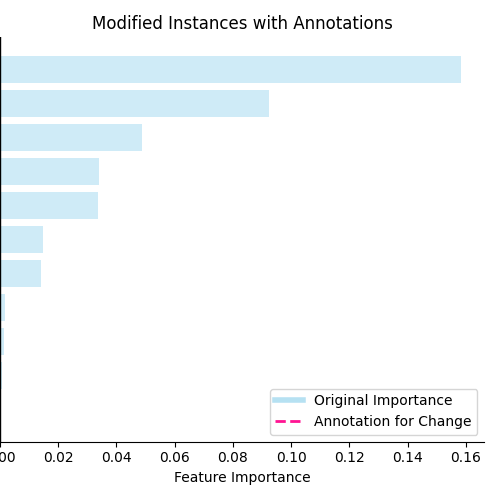 Modified Instances with Annotations
Original Importance
Annotation for Change
00 0.02 0.04 0.06 0.08 0.10 0.12 0.14 0.16
Feature Importance